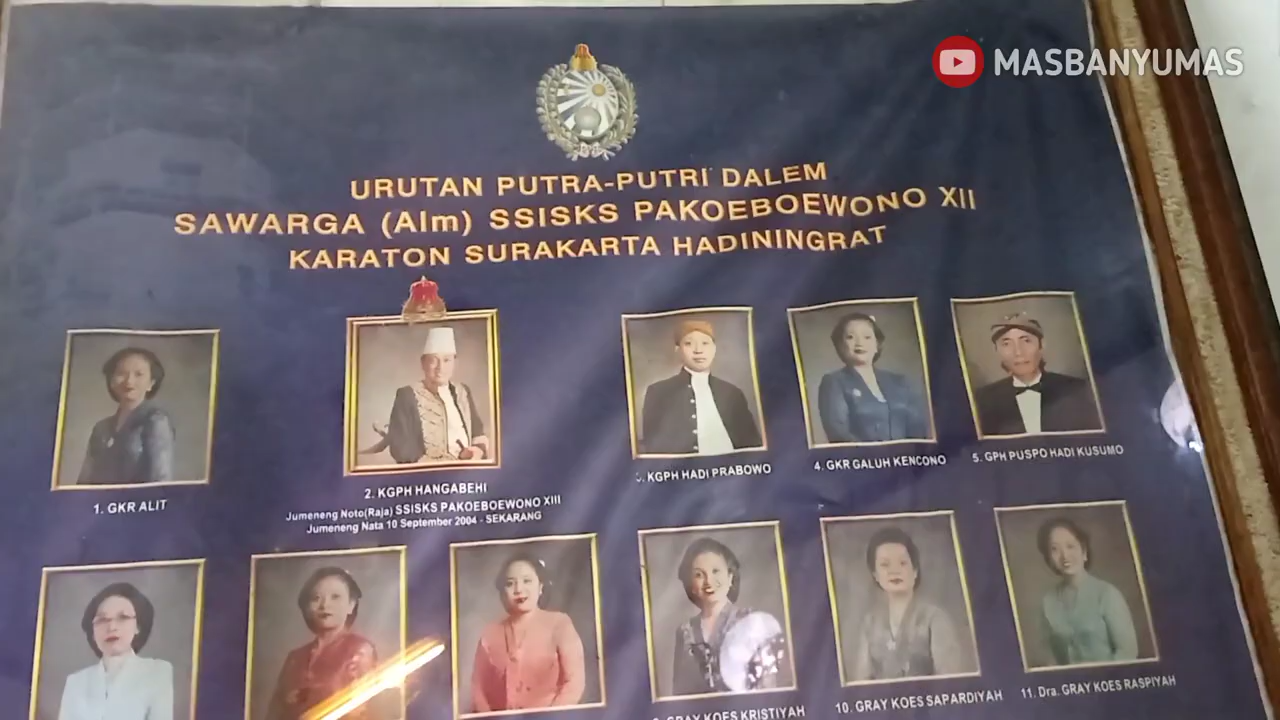 MASBANYUMAS
URUTAN PUTRA-PUTRI DALEM
SAWARGA (Alm) SSISKS PAKOEBOEWONO XII
KARATON SURAKARTA HADININGRAT
1. GKR ALIT
2. KGPH HANGABEHI
Jumeneng Noto(Raja) SSISKS PAKOEBOEWONO XIII
Jumeneng Nata 10 September 2004 - SEKARANG
KGPH HADI PRABOWO
4. GKR GALUH KENCONO
5. GPH PUSPO HADI KUSUMO
GRAY KOES KRISTIYAH
10. GRAY KOES SAPARDIYAH
11. Dra. GRAY KOES RASPIYAH